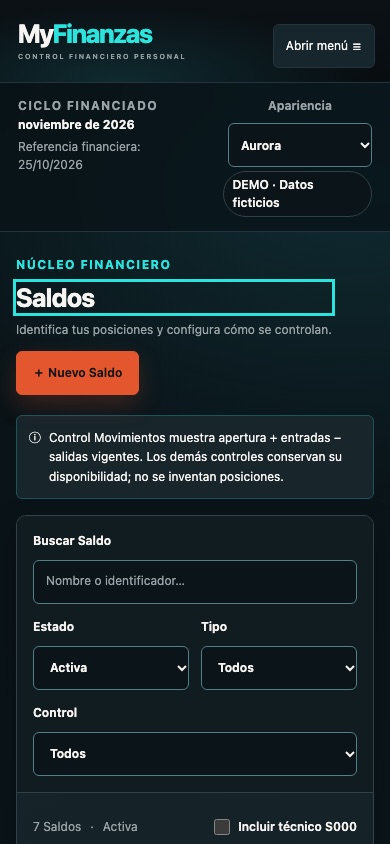 MyFinanzas
CONTROL FINANCIERO PERSONAL
Abrir menú ≡
CICLO FINANCIADO
noviembre de 2026
Referencia financiera:
25/10/2026
Apariencia
Aurora
DEMO · Datos
ficticios
NÚCLEO FINANCIERO
Saldos
Identifica tus posiciones y configura cómo se controlan.
+ Nuevo Saldo
ⓘ Control Movimientos muestra apertura + entradas –
salidas vigentes. Los demás controles conservan su
disponibilidad; no se inventan posiciones.
Buscar Saldo
Nombre o identificador...
Estado
Tipo
Activa
Todos
Control
Todos
7 Saldos · Activa
Incluir técnico S000